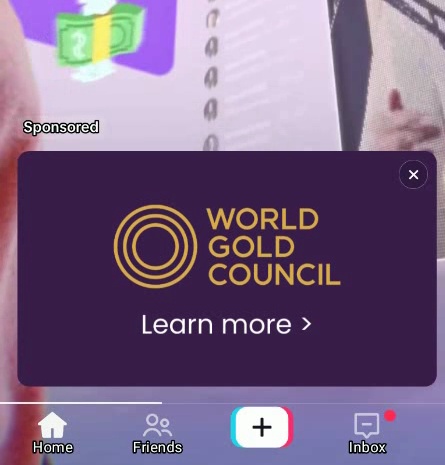 Sponsored
WORLD
GOLD
COUNCIL
Learn more >
Home
Friends
Inbox